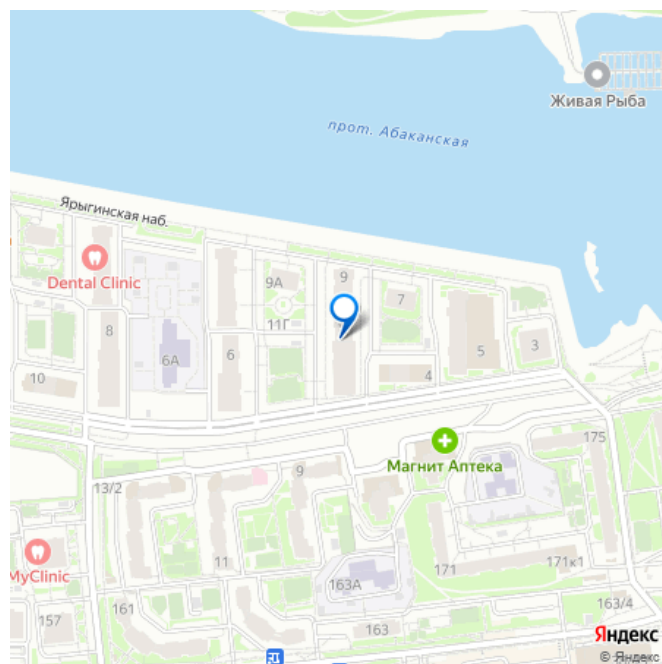 Живая Рыба
прот. Абаканская
Ярыгинская наб.
Dental Clinic
9А
9
7
11Г
8
6А
6
5
3
10
4
Магнит Аптека
175
13/2
9
11
171
171к1
MyClinic
163А
157
161
163
163/4
Яндекс
© Яндекс